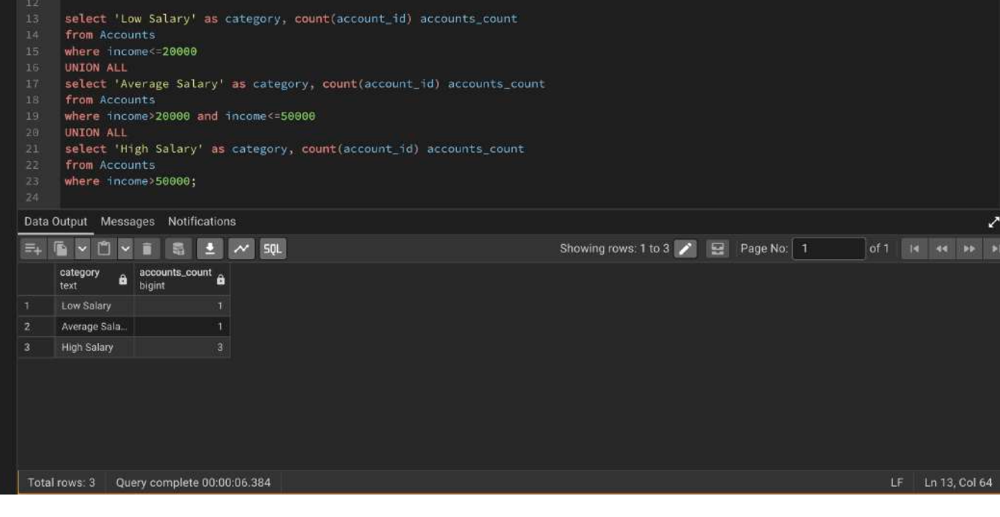 12
13 select 'Low Salary' as category, count(account_id) accounts_count
14 from Accounts
15 where income<=20000
16 UNION ALL
17 select 'Average Salary' as category, count(account_id) accounts_count
18 from Accounts
19 where income>20000 and income<=50000
20 UNION ALL
21 select 'High Salary' as category, count(account_id) accounts_count
22 from Accounts
23 where income>50000;
24
Data Output Messages Notifications
SQL Showing rows: 1 to 3 Page No: 1 of 1
category accounts_count
text bigint
1 Low Salary 1
2 Average Sala... 1
3 High Salary 3
Total rows: 3 Query complete 00:00:06.384 LF Ln 13, Col 64